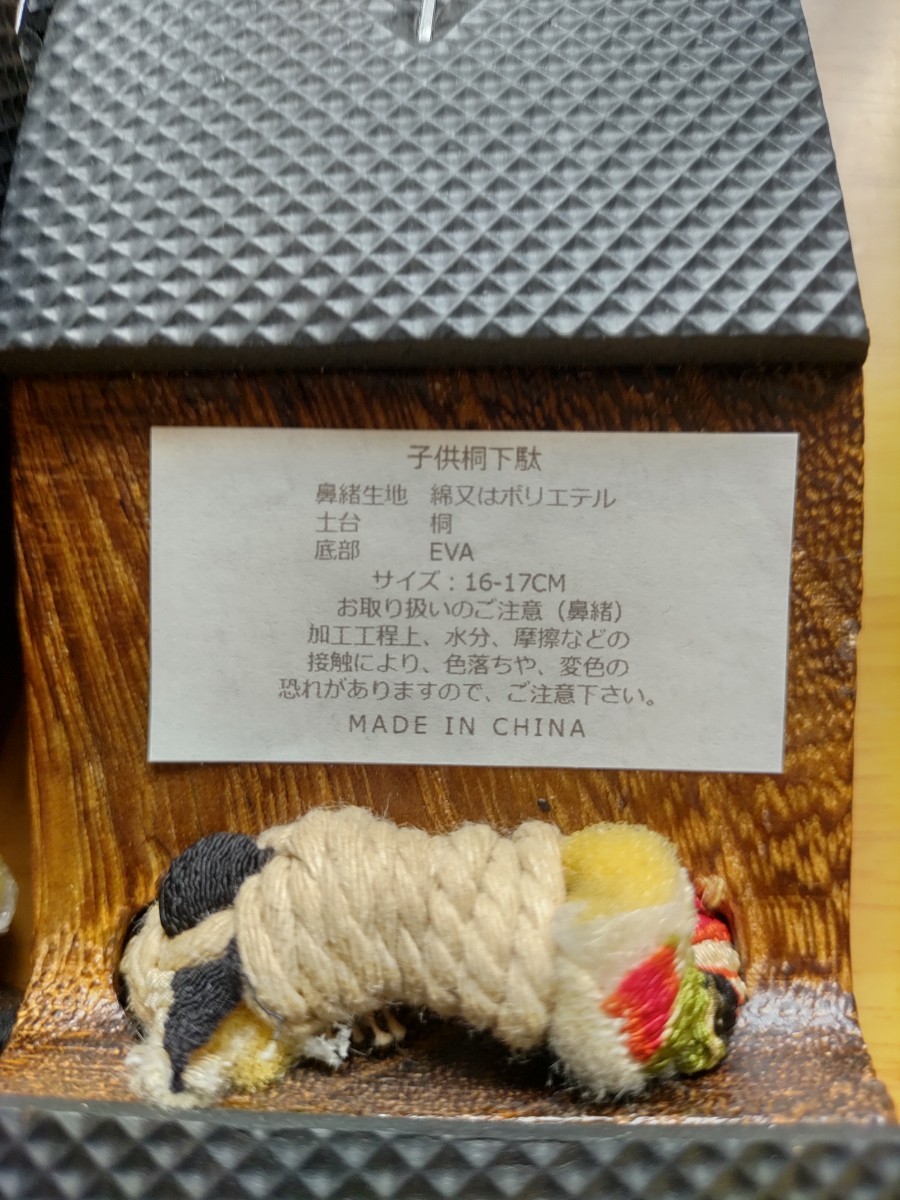 子供桐下駄
鼻緒生地 綿又はポリエテル
土台 桐
底部 EVA
サイズ：16-17CM
お取り扱いのご注意（鼻緒）
加工工程上、水分、摩擦などの
接触により、色落ちや、変色の
恐れがありますので、ご注意下さい。
MADE IN CHINA